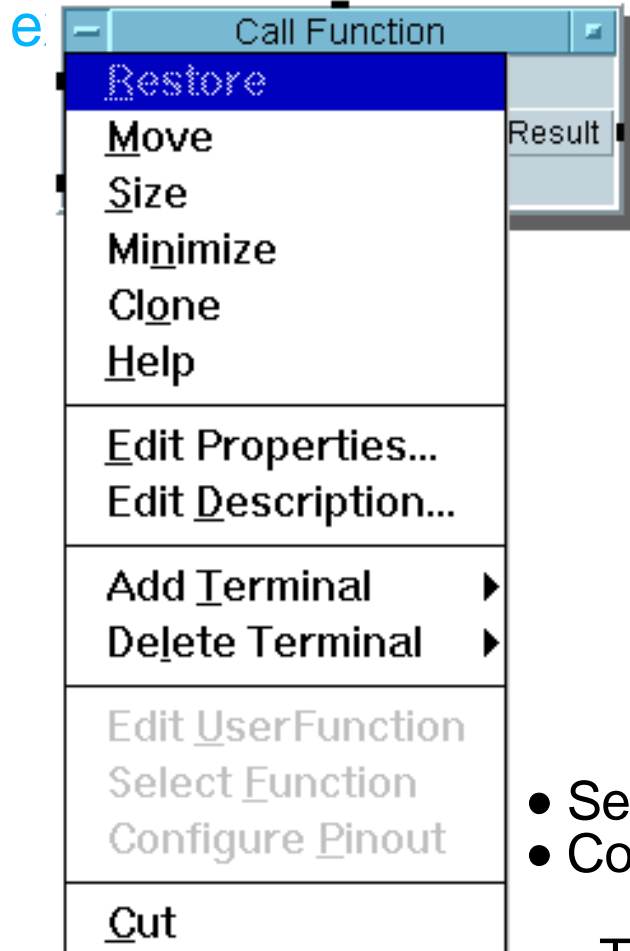 Call Function
Restore
Move
Result
Size
Minimize
Clone
Help
Edit Properties...
Edit Description...
Add Terminal
Delete Terminal
Edit UserFunction
Select Function
Configure Pinout
Cut